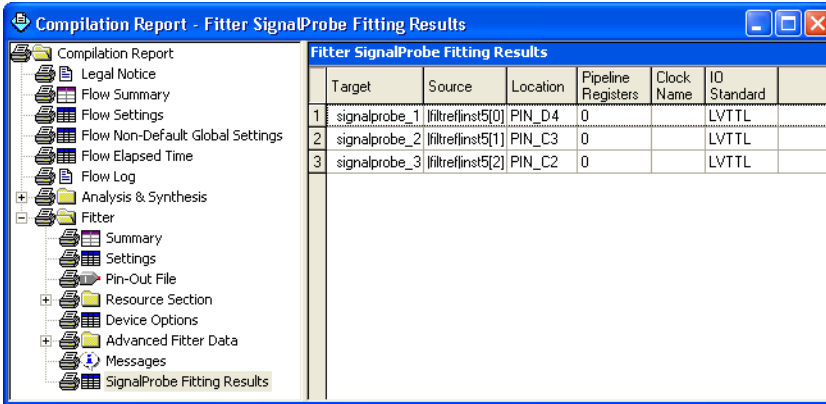 Compilation Report - Fitter SignalProbe Fitting Results
Compilation Report
Legal Notice
Flow Summary
Flow Settings
Flow Non-Default Global Settings
Flow Elapsed Time
Flow Log
Analysis & Synthesis
Fitter
Summary
Settings
Pin-Out File
Resource Section
Device Options
Advanced Fitter Data
Messages
SignalProbe Fitting Results
Fitter SignalProbe Fitting Results
Target Source Location Pipeline Registers Clock Name IO Standard
1 signalprobe_1 |filtref|inst5[0] PIN_D4 0 LVTTL
2 signalprobe_2 |filtref|inst5[1] PIN_C3 0 LVTTL
3 signalprobe_3 |filtref|inst5[2] PIN_C2 0 LVTTL